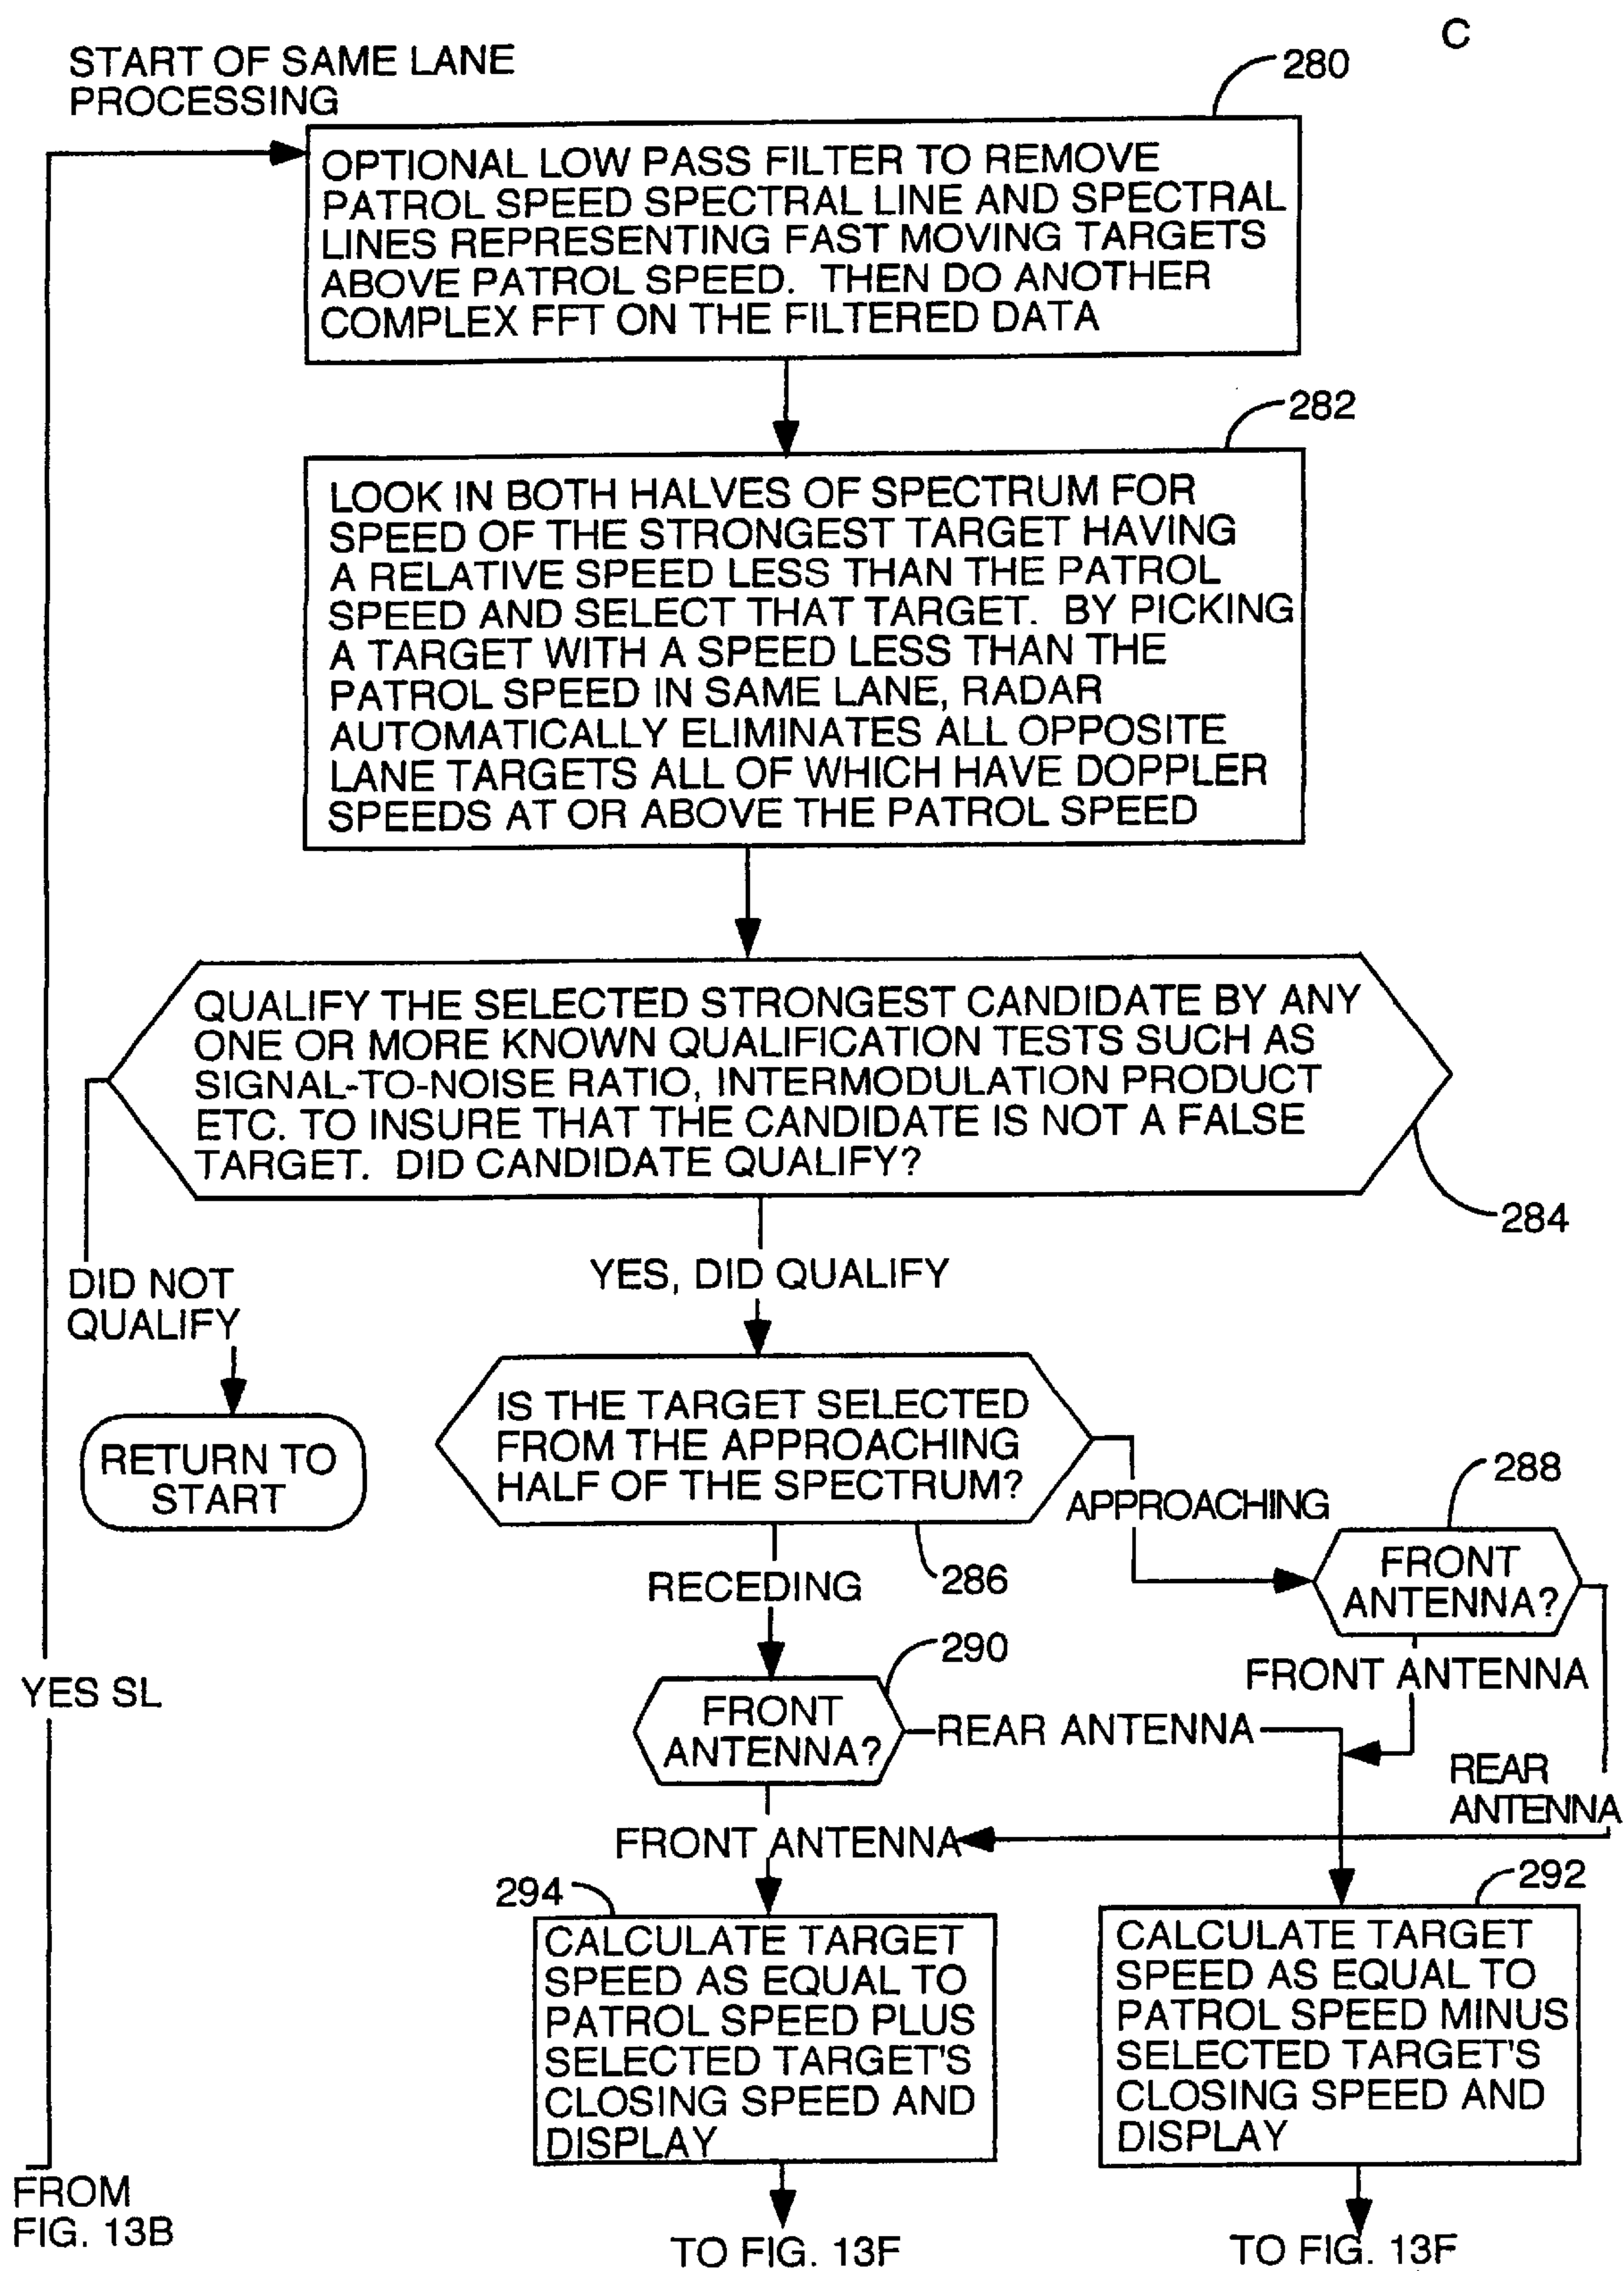 C
START OF SAME LANE
PROCESSING
280
OPTIONAL LOW PASS FILTER TO REMOVE
PATROL SPEED SPECTRAL LINE AND SPECTRAL
LINES REPRESENTING FAST MOVING TARGETS
ABOVE PATROL SPEED. THEN DO ANOTHER
COMPLEX FFT ON THE FILTERED DATA
282
LOOK IN BOTH HALVES OF SPECTRUM FOR
SPEED OF THE STRONGEST TARGET HAVING
A RELATIVE SPEED LESS THAN THE PATROL
SPEED AND SELECT THAT TARGET. BY PICKING
A TARGET WITH A SPEED LESS THAN THE
PATROL SPEED IN SAME LANE, RADAR
AUTOMATICALLY ELIMINATES ALL OPPOSITE
LANE TARGETS ALL OF WHICH HAVE DOPPLER
SPEEDS AT OR ABOVE THE PATROL SPEED
QUALIFY THE SELECTED STRONGEST CANDIDATE BY ANY
ONE OR MORE KNOWN QUALIFICATION TESTS SUCH AS
SIGNAL-TO-NOISE RATIO, INTERMODULATION PRODUCT
ETC. TO INSURE THAT THE CANDIDATE IS NOT A FALSE
TARGET. DID CANDIDATE QUALIFY?
284
DID NOT
QUALIFY
YES, DID QUALIFY
RETURN TO
START
IS THE TARGET SELECTED
FROM THE APPROACHING
HALF OF THE SPECTRUM?
286
APPROACHING
288
FRONT
ANTENNA?
RECEDING
290
FRONT
ANTENNA?
FRONT ANTENNA
REAR ANTENNA
REAR
ANTENNA
YES SL
FRONT ANTENNA
294
CALCULATE TARGET
SPEED AS EQUAL TO
PATROL SPEED PLUS
SELECTED TARGET'S
CLOSING SPEED AND
DISPLAY
292
CALCULATE TARGET
SPEED AS EQUAL TO
PATROL SPEED MINUS
SELECTED TARGET'S
CLOSING SPEED AND
DISPLAY
FROM
FIG. 13B
TO FIG. 13F
TO FIG. 13F